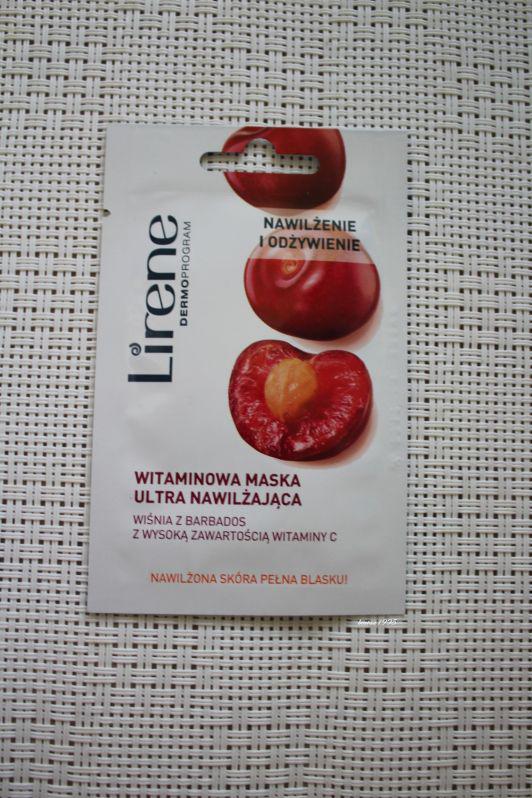 NAWILŻENIE
I ODŻYWIENIE
Lirene
DERMOPROGRAM
WITAMINOWA MASKA
ULTRA NAWILŻAJĄCA
WIŚNIA Z BARBADOS
Z WYSOKĄ ZAWARTOŚCIĄ WITAMINY C
NAWILŻONA SKÓRA PEŁNA BLASKU!